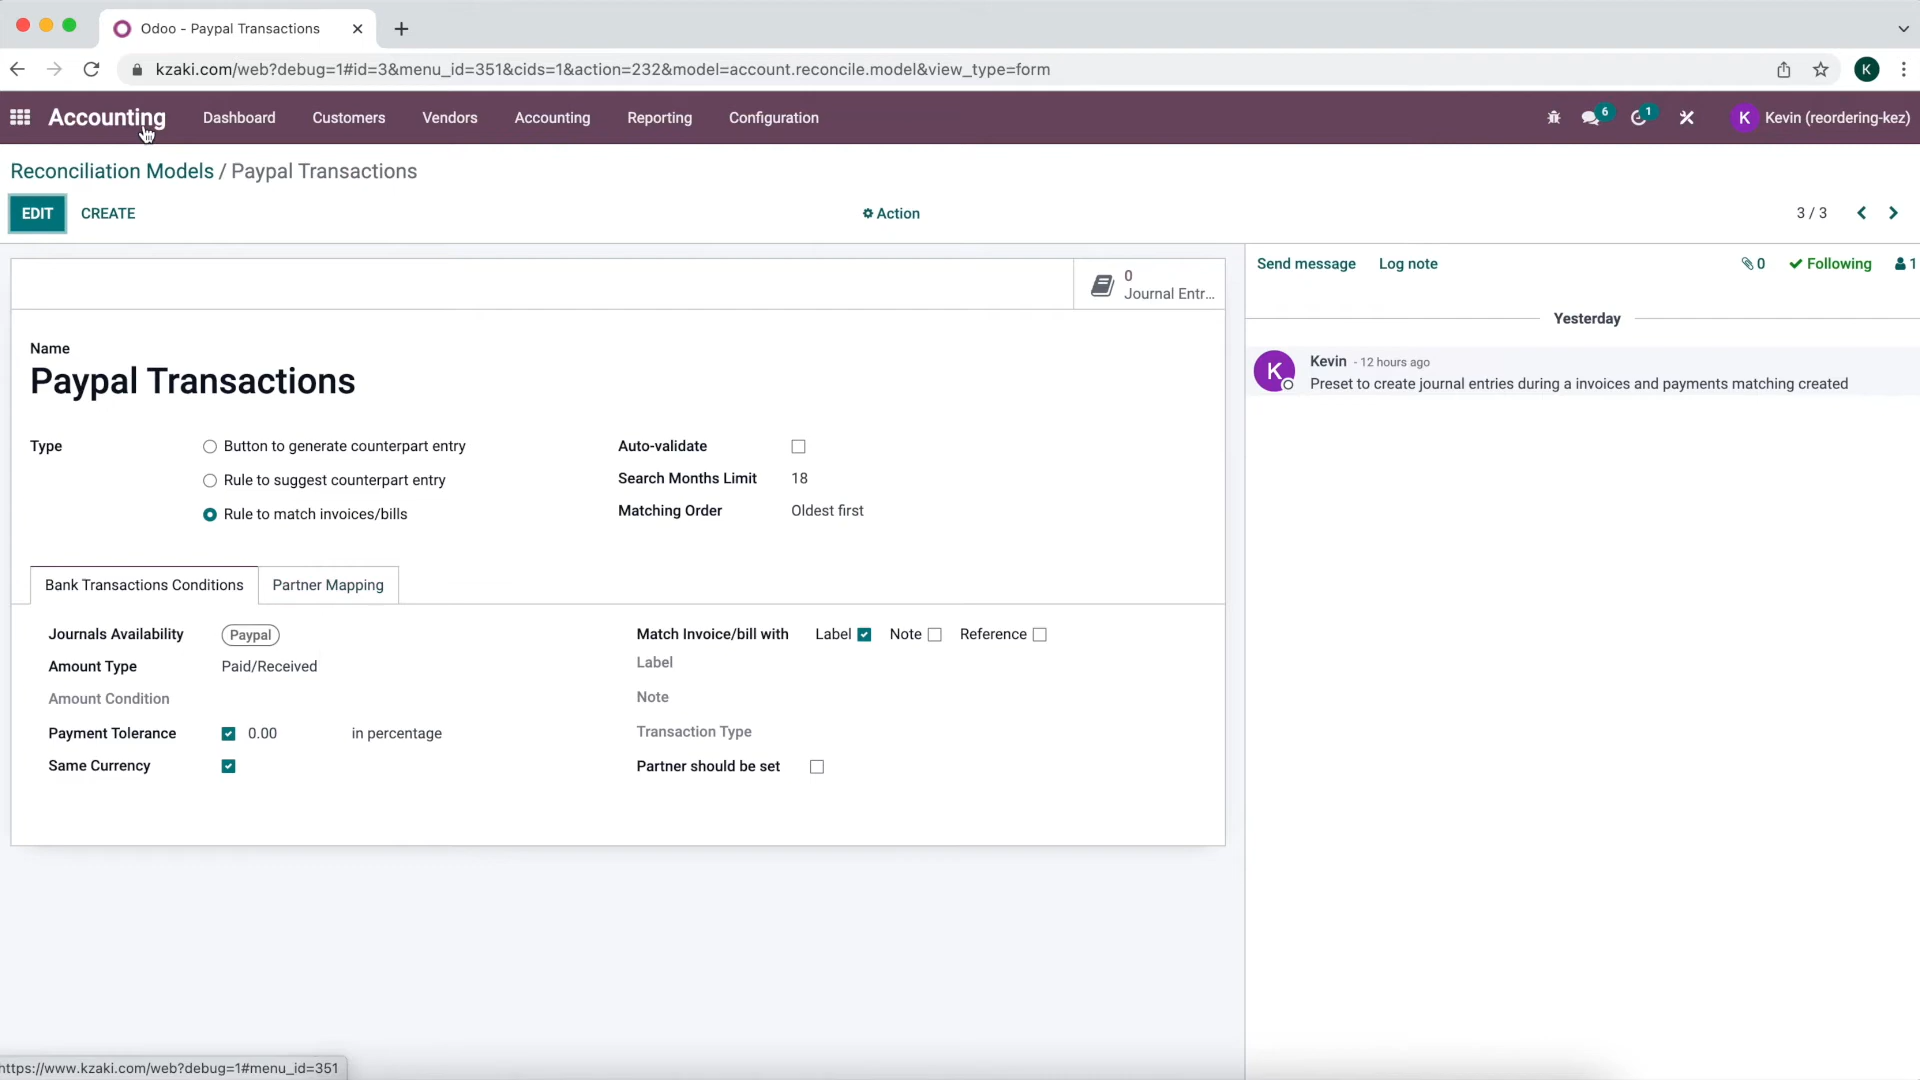 Odoo - Paypal Transactions
kzaki.com/web?debug=1#id=3&menu_id=351&cids=1&action=232&model=account.reconcile.model&view_type=form
K
Accounting Dashboard Customers Vendors Accounting Reporting Configuration 6 1 K Kevin (reordering-kez)
Reconciliation Models / Paypal Transactions
EDIT CREATE Action 3 / 3
Send message Log note 0 Following 1
0
Journal Entr...
Yesterday
Name
Paypal Transactions
K
Kevin - 12 hours ago
Preset to create journal entries during a invoices and payments matching created
Type Button to generate counterpart entry Auto-validate
Rule to suggest counterpart entry Search Months Limit 18
Rule to match invoices/bills Matching Order Oldest first
Bank Transactions Conditions Partner Mapping
Journals Availability Paypal Match Invoice/bill with Label Note Reference
Amount Type Paid/Received Label
Amount Condition Note
Payment Tolerance 0.00 in percentage Transaction Type
Same Currency Partner should be set
https://www.kzaki.com/web?debug=1#menu_id=351